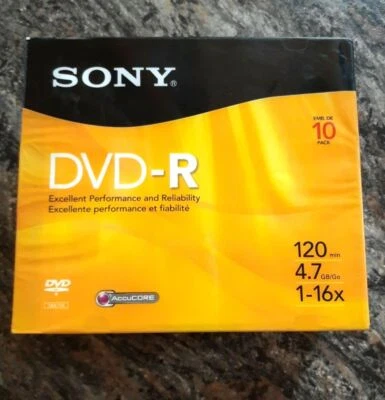 SONY®
EMB. DE
10
PACK
DVD-R
Excellent Performance and Reliability
Excellente performance et fiabilité
120 min
4.7 GB/Go
1-16x
DVD
AccuCORE